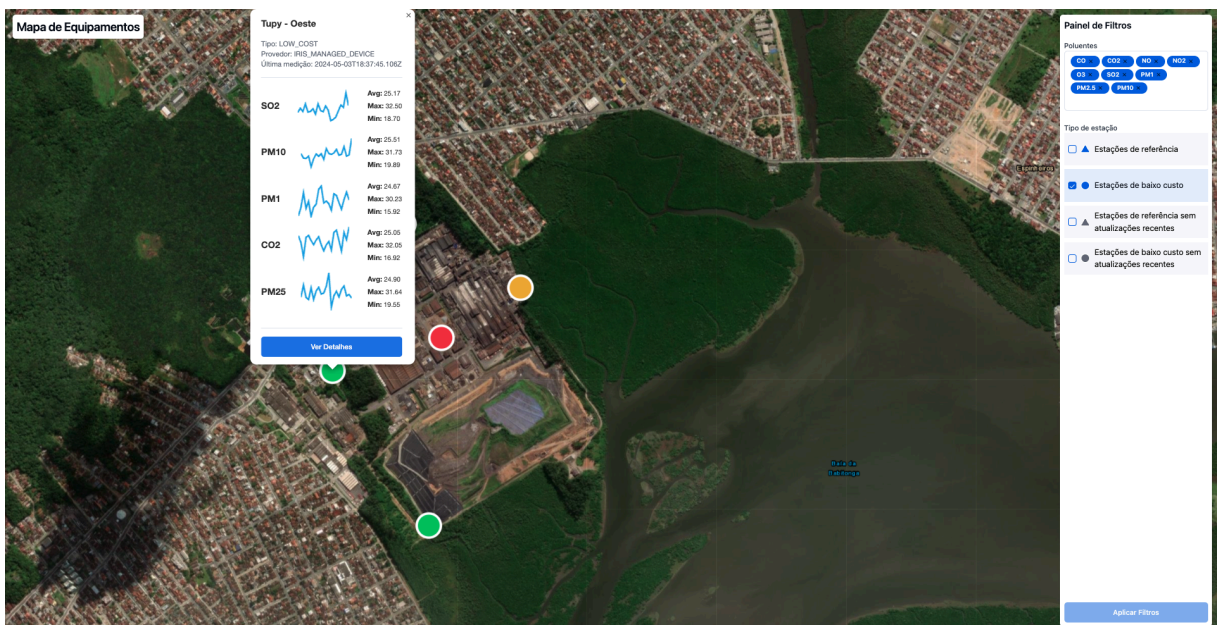 Mapa de Equipamentos
×
Tupy - Oeste
Tipo: LOW_COST
Provedor: IRIS_MANAGED_DEVICE
Última medição: 2024-05-03T18:37:45.106Z
SO2
Avg: 25.17
Max: 32.50
Min: 18.70
PM10
Avg: 25.51
Max: 31.73
Min: 19.89
PM1
Avg: 24.67
Max: 30.23
Min: 15.92
CO2
Avg: 25.05
Max: 32.05
Min: 16.92
PM25
Avg: 24.90
Max: 31.64
Min: 19.55
Ver Detalhes
Espinheiros
Baía da
Babitonga
Painel de Filtros
Poluentes
CO × CO2 × NO × NO2 ×
O3 × SO2 × PM1 ×
PM2.5 × PM10 ×
Tipo de estação
Estações de referência
Estações de baixo custo
Estações de referência sem
atualizações recentes
Estações de baixo custo sem
atualizações recentes
Aplicar Filtros